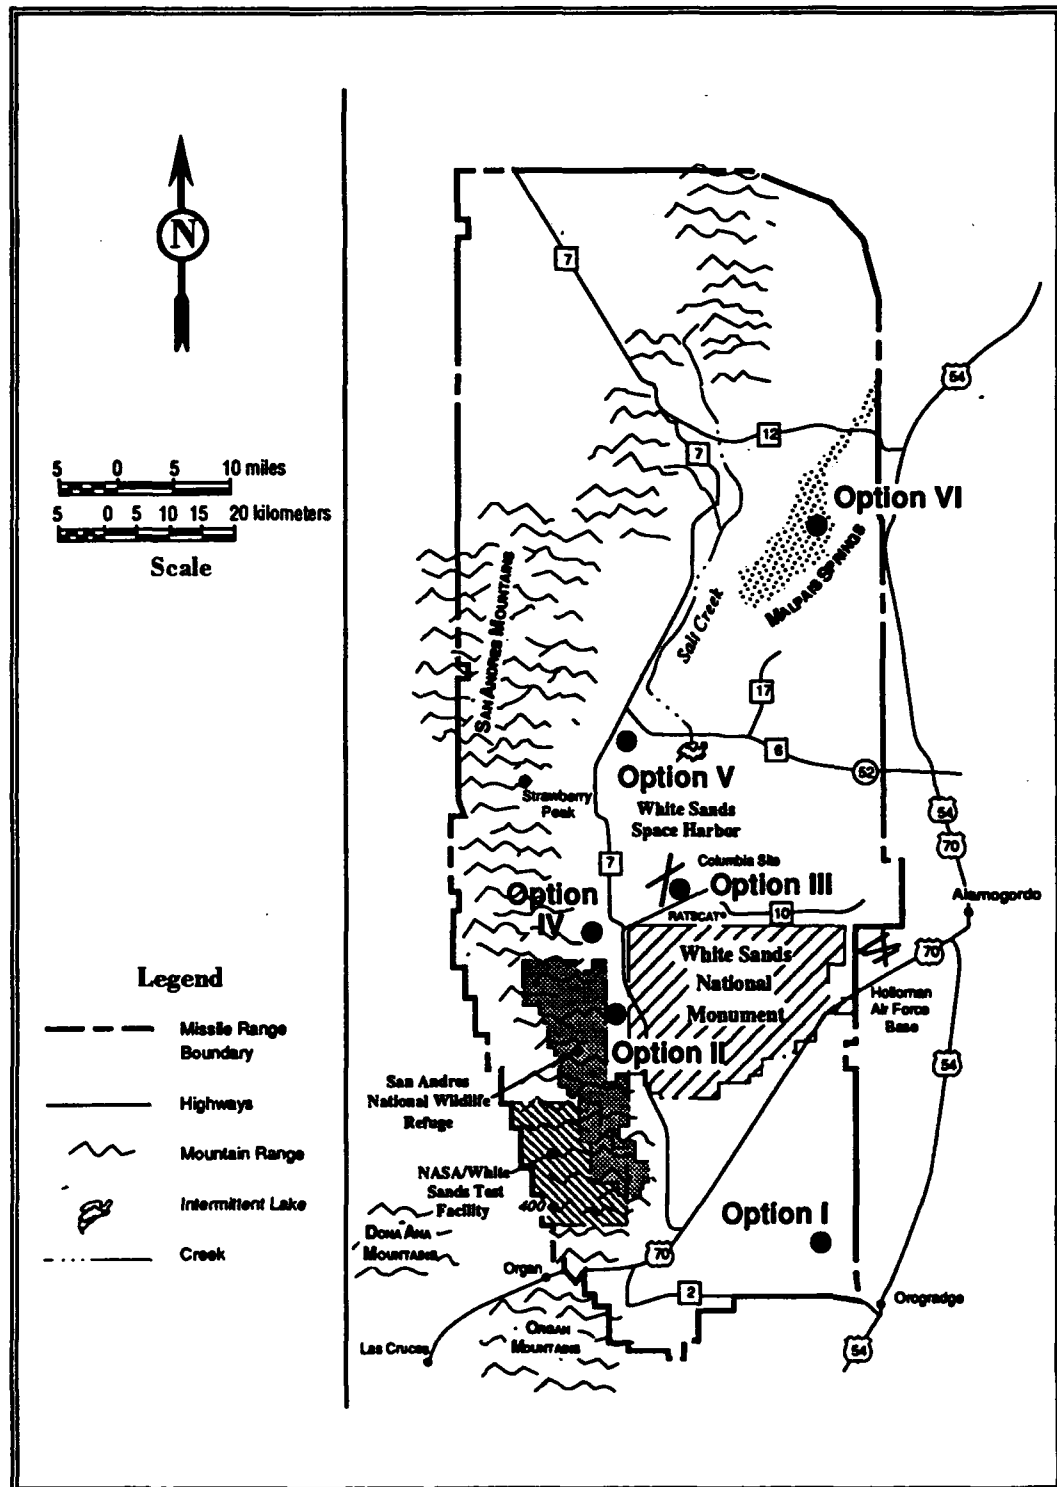 N
5 0 5 10 miles
5 0 5 10 15 20 kilometers
Scale
Legend
Missile Range
Boundary
Highways
Mountain Range
Intermittent Lake
Creek
7
54
12
7
Option VI
MALPAIS SPRINGS
SAN ANDRES MOUNTAINS
Salt Creek
17
6
52
Option V
Strawberry
Peak
White Sands
Space Harbor
54
70
7
Columbia Site
Option III
Option
IV
RATSCAT
10
Alamogordo
White Sands
National
Monument
70
Holloman
Air Force
Base
Option II
54
San Andres
National Wildlife
Refuge
NASA/White
Sands Test
Facility
400
DONA ANA
MOUNTAINS
Option I
70
Organ
2
Orogradge
ORGAN
MOUNTAINS
Las Cruces
54